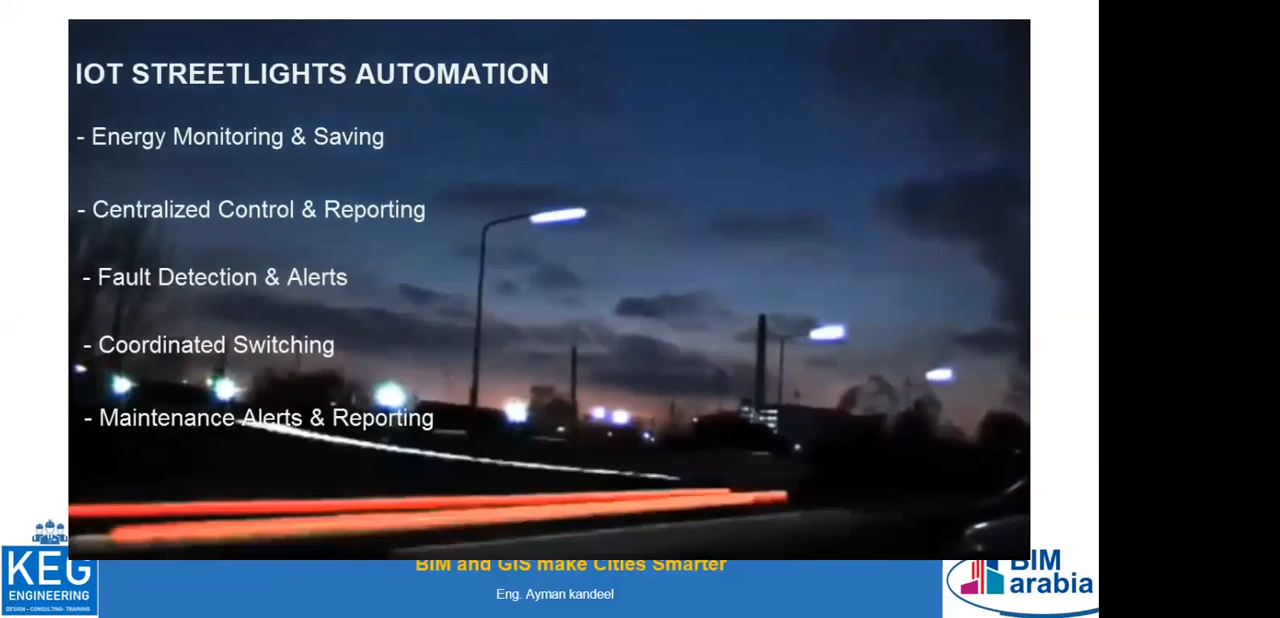 IOT STREETLIGHTS AUTOMATION
- Energy Monitoring & Saving
- Centralized Control & Reporting
- Fault Detection & Alerts
- Coordinated Switching
- Maintenance Alerts & Reporting
BIM and GIS make Cities Smarter
Eng. Ayman kandeel
KEG
ENGINEERING
DESIGN - CONSULTING- TRAINING
BIM
arabia